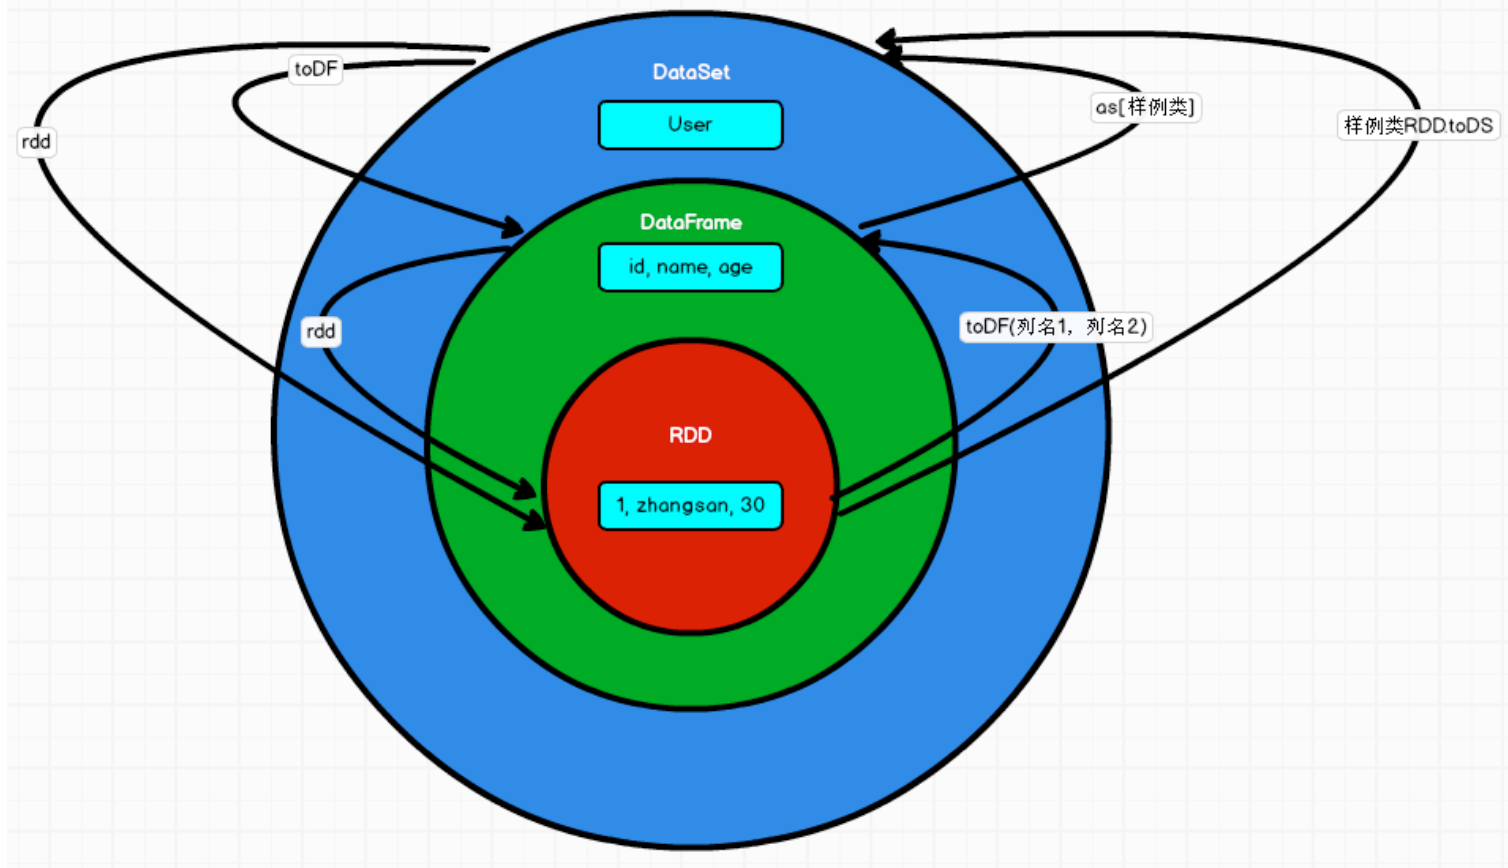 toDF
DataSet
User
as[样例类]
样例类RDD.toDS
rdd
DataFrame
id, name, age
rdd
toDF(列名1，列名2)
RDD
1, zhangsan, 30